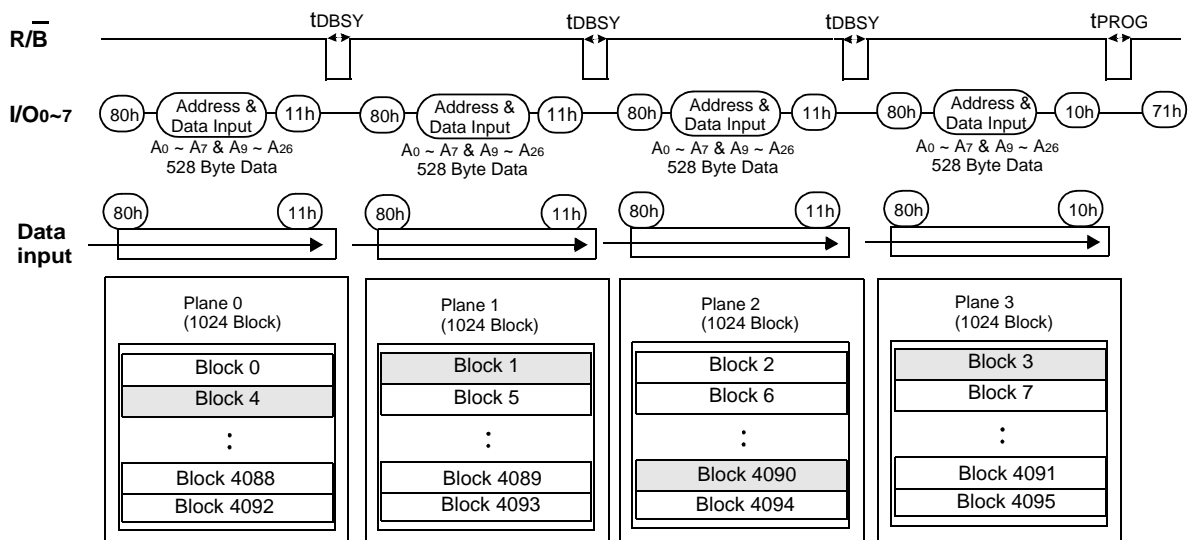 tDBSY tDBSY tDBSY tPROG
R/B̅
I/O0~7 80h Address & Data Input 11h 80h Address & Data Input 11h 80h Address & Data Input 11h 80h Address & Data Input 10h 71h
A0 ~ A7 & A9 ~ A26 A0 ~ A7 & A9 ~ A26 A0 ~ A7 & A9 ~ A26 A0 ~ A7 & A9 ~ A26
528 Byte Data 528 Byte Data 528 Byte Data 528 Byte Data
80h 11h 80h 11h 80h 11h 80h 10h
Data
input
Plane 0 Plane 1 Plane 2 Plane 3
(1024 Block) (1024 Block) (1024 Block) (1024 Block)
Block 0 Block 1 Block 2 Block 3
Block 4 Block 5 Block 6 Block 7
: : : :
Block 4088 Block 4089 Block 4090 Block 4091
Block 4092 Block 4093 Block 4094 Block 4095